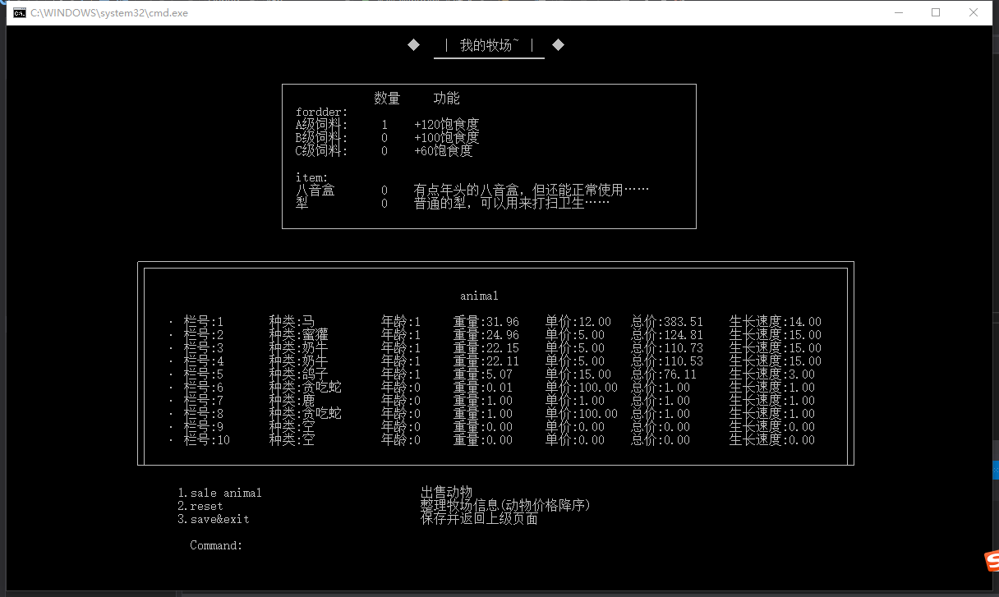 C:\WINDOWS\system32\cmd.exe
◆ | 我的牧场~ | ◆
数量 功能
fordder:
A级饲料: 1 +120饱食度
B级饲料: 0 +100饱食度
C级饲料: 0 +60饱食度
item:
八音盒 0 有点年头的八音盒，但还能正常使用……
犁 0 普通的犁，可以用来打扫卫生……
animal
· 栏号:1 种类:马 年龄:1 重量:31.96 单价:12.00 总价:383.51 生长速度:14.00
· 栏号:2 种类:蜜獾 年龄:1 重量:24.96 单价:5.00 总价:124.81 生长速度:15.00
· 栏号:3 种类:奶牛 年龄:1 重量:22.15 单价:5.00 总价:110.73 生长速度:15.00
· 栏号:4 种类:奶牛 年龄:1 重量:22.11 单价:5.00 总价:110.53 生长速度:15.00
· 栏号:5 种类:鸽子 年龄:1 重量:5.07 单价:15.00 总价:76.11 生长速度:3.00
· 栏号:6 种类:贪吃蛇 年龄:0 重量:0.01 单价:100.00 总价:1.00 生长速度:1.00
· 栏号:7 种类:鹿 年龄:0 重量:1.00 单价:1.00 总价:1.00 生长速度:1.00
· 栏号:8 种类:贪吃蛇 年龄:0 重量:1.00 单价:100.00 总价:1.00 生长速度:1.00
· 栏号:9 种类:空 年龄:0 重量:0.00 单价:0.00 总价:0.00 生长速度:0.00
· 栏号:10 种类:空 年龄:0 重量:0.00 单价:0.00 总价:0.00 生长速度:0.00
1.sale animal 出售动物
2.reset 整理牧场信息(动物价格降序)
3.save&exit 保存并返回上级页面
Command: